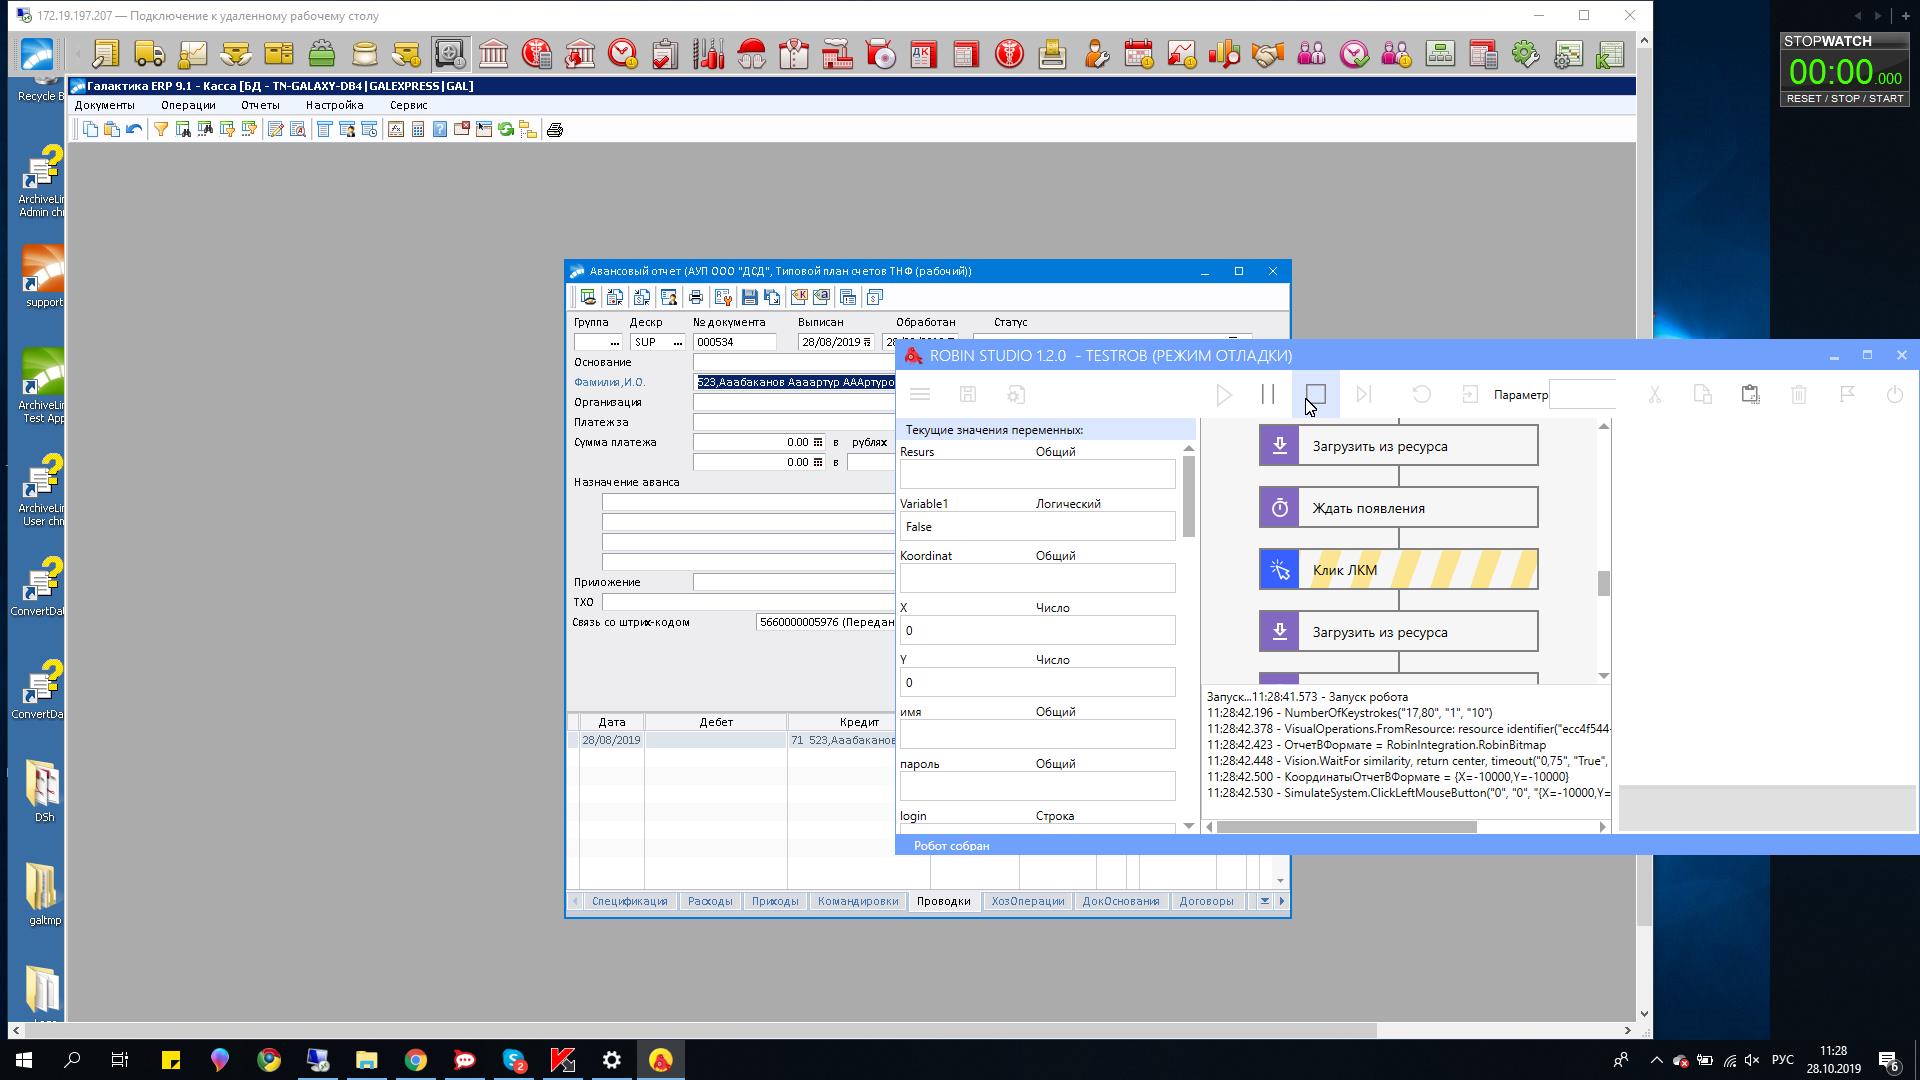 172.19.197.207 — Подключение к удаленному рабочему столу
STOPWATCH
00:00.000
RESET / STOP / START
Recycle B
Галактика ERP 9.1 - Касса [БД - TN-GALAXY-DB4|GALEXPRESS|GAL]
Документы Операции Отчеты Настройка Сервис
ArchiveLin
Admin chr
support
ArchiveLin
Test App
ArchiveLin
User chm
ConvertDa
ConvertDa
DSh
galtmp
Авансовый отчет (АУП ООО "ДСД", Типовой план счетов ТНФ (рабочий))
Группа Дескр № документа Выписан Обработан Статус
... SUP ... 000534 28/08/2019
Основание
Фамилия,И.О. 523,Ааабаканов Аааартур АААртуро
Организация
Платеж за
Сумма платежа 0.00 в рублях
0.00 в
Назначение аванса
Приложение
ТХО
Связь со штрих-кодом 5660000005976 (Передан
Дата Дебет Кредит
28/08/2019 71 523,Ааабаканов
Спецификация Расходы Приходы Командировки Проводки ХозОперации ДокОснования Договоры
ROBIN STUDIO 1.2.0 - TESTROB (РЕЖИМ ОТЛАДКИ)
Параметр
Текущие значения переменных:
Resurs Общий
Variable1 Логический
False
Koordinat Общий
X Число
0
Y Число
0
имя Общий
пароль Общий
login Строка
Загрузить из ресурса
Ждать появления
Клик ЛКМ
Загрузить из ресурса
Запуск...11:28:41.573 - Запуск робота
11:28:42.196 - NumberOfKeystrokes("17,80", "1", "10")
11:28:42.378 - VisualOperations.FromResource: resource identifier("ecc4f544-
11:28:42.423 - ОтчетВФормате = RobinIntegration.RobinBitmap
11:28:42.448 - Vision.WaitFor similarity, return center, timeout("0,75", "True",
11:28:42.500 - КоординатыОтчетВФормате = {X=-10000,Y=-10000}
11:28:42.530 - SimulateSystem.ClickLeftMouseButton("0", "0", "{X=-10000,Y=
Робот собран
РУС
11:28
28.10.2019
2
6